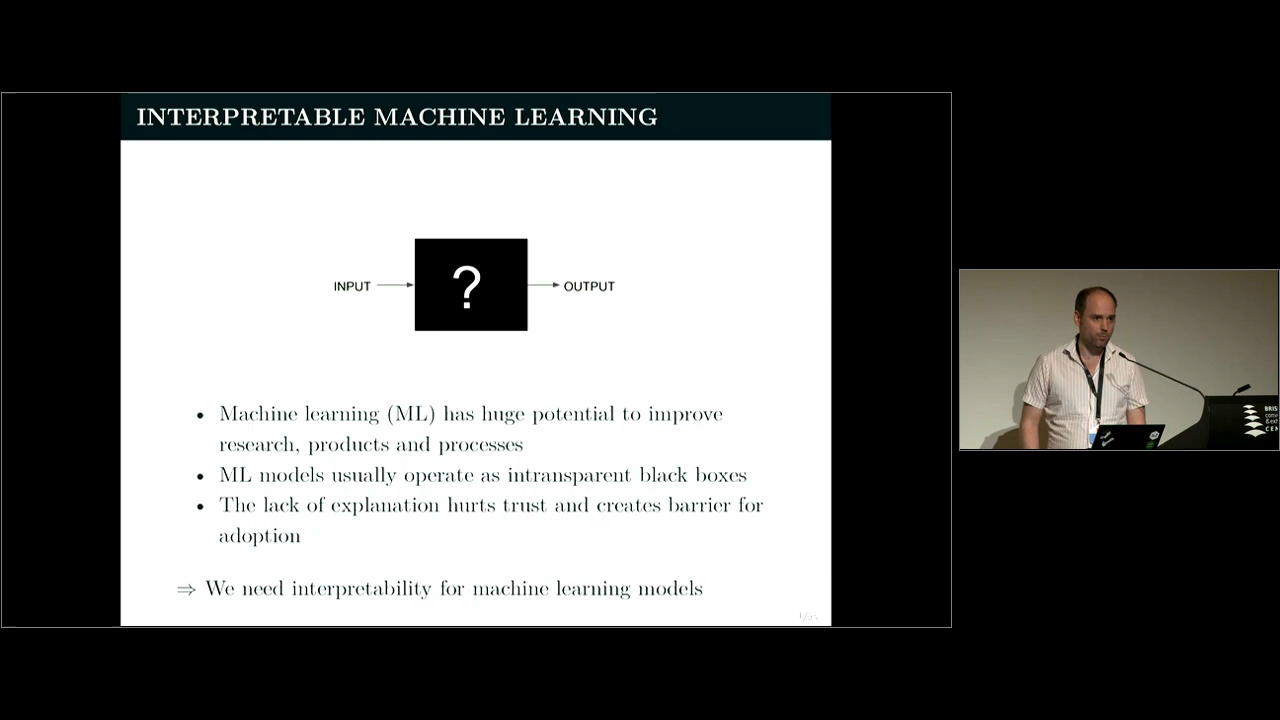 INTERPRETABLE MACHINE LEARNING
INPUT
?
OUTPUT
• Machine learning (ML) has huge potential to improve
research, products and processes
• ML models usually operate as intransparent black boxes
• The lack of explanation hurts trust and creates barrier for
adoption
⇒ We need interpretability for machine learning models
BRIS
CEN